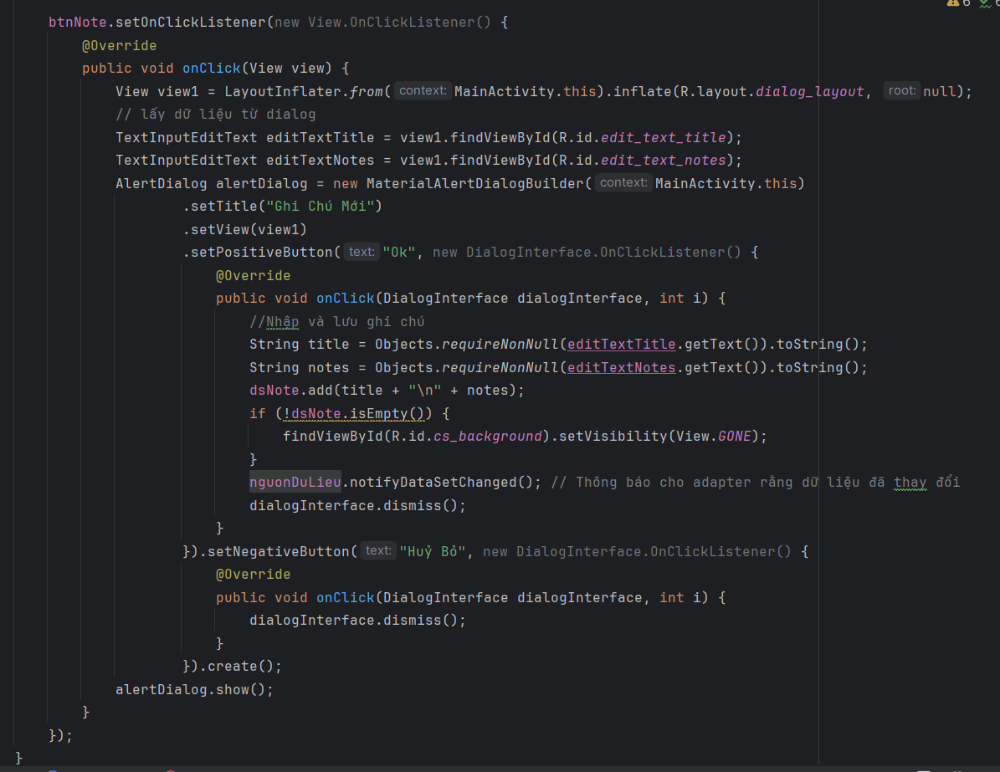 6 6
btnNote.setOnClickListener(new View.OnClickListener() {
@Override
public void onClick(View view) {
View view1 = LayoutInflater.from( context: MainActivity.this).inflate(R.layout.dialog_layout, root: null);
// lấy dữ liệu từ dialog
TextInputEditText editTextTitle = view1.findViewById(R.id.edit_text_title);
TextInputEditText editTextNotes = view1.findViewById(R.id.edit_text_notes);
AlertDialog alertDialog = new MaterialAlertDialogBuilder( context: MainActivity.this)
.setTitle("Ghi Chú Mới")
.setView(view1)
.setPositiveButton( text: "Ok", new DialogInterface.OnClickListener() {
@Override
public void onClick(DialogInterface dialogInterface, int i) {
//Nhập và lưu ghi chú
String title = Objects.requireNonNull(editTextTitle.getText()).toString();
String notes = Objects.requireNonNull(editTextNotes.getText()).toString();
dsNote.add(title + "\n" + notes);
if (!dsNote.isEmpty()) {
findViewById(R.id.cs_background).setVisibility(View.GONE);
}
nguonDuLieu.notifyDataSetChanged(); // Thông báo cho adapter rằng dữ liệu đã thay đổi
dialogInterface.dismiss();
}
}).setNegativeButton( text: "Huỷ Bỏ", new DialogInterface.OnClickListener() {
@Override
public void onClick(DialogInterface dialogInterface, int i) {
dialogInterface.dismiss();
}
}).create();
alertDialog.show();
}
});
}